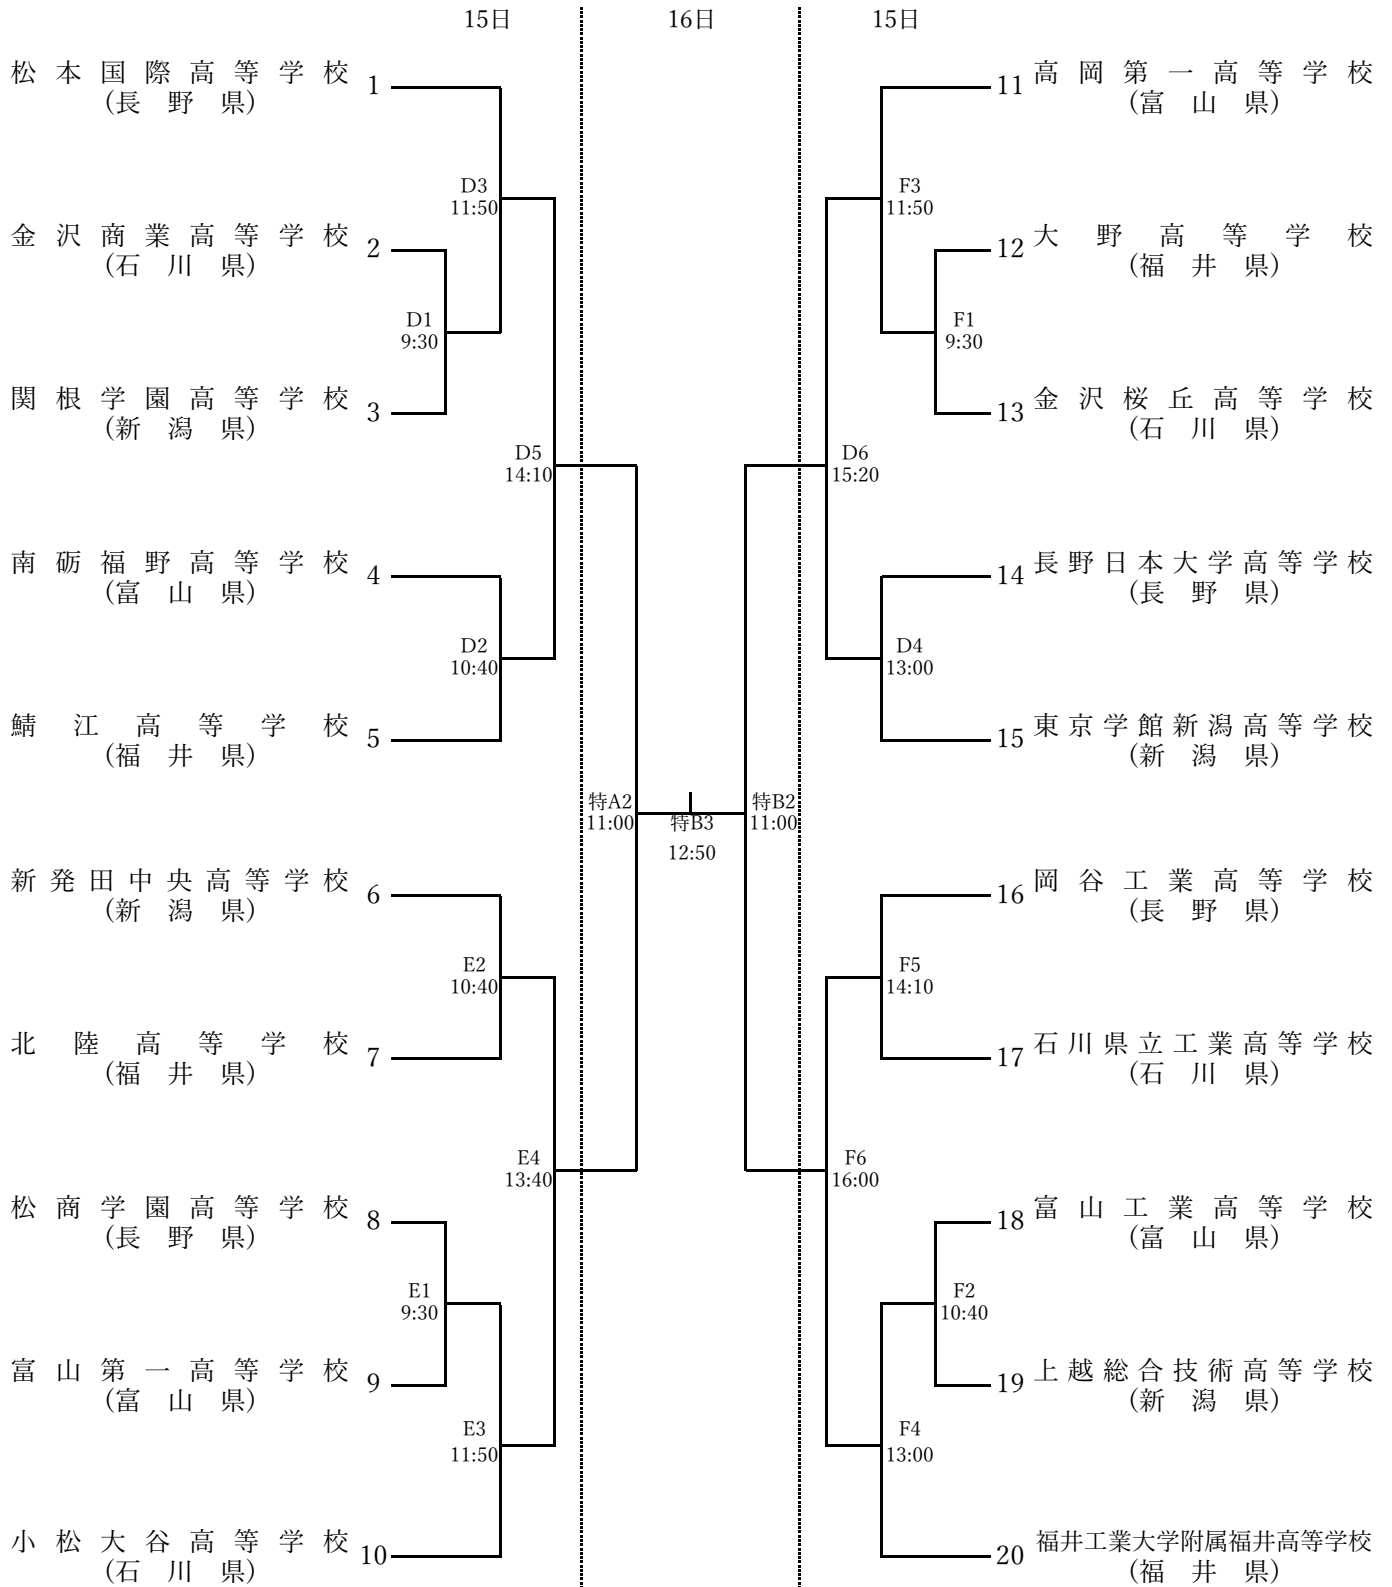 15日 16日 15日
松本国際高等学校 1
(長野県)
D3
11:50
金沢商業高等学校 2
(石川県)
D1
9:30
関根学園高等学校 3
(新潟県)
D5
14:10
南砺福野高等学校 4
(富山県)
D2
10:40
鯖江高等学校 5
(福井県)
特A2
11:00
新発田中央高等学校 6
(新潟県)
E2
10:40
北陸高等学校 7
(福井県)
E4
13:40
松商学園高等学校 8
(長野県)
E1
9:30
富山第一高等学校 9
(富山県)
E3
11:50
小松大谷高等学校 10
(石川県)
特B3
12:50
11 高岡第一高等学校
(富山県)
F3
11:50
12 大野高等学校
(福井県)
F1
9:30
13 金沢桜丘高等学校
(石川県)
D6
15:20
14 長野日本大学高等学校
(長野県)
D4
13:00
15 東京学館新潟高等学校
(新潟県)
特B2
11:00
16 岡谷工業高等学校
(長野県)
F5
14:10
17 石川県立工業高等学校
(石川県)
F6
16:00
18 富山工業高等学校
(富山県)
F2
10:40
19 上越総合技術高等学校
(新潟県)
F4
13:00
20 福井工業大学附属福井高等学校
(福井県)